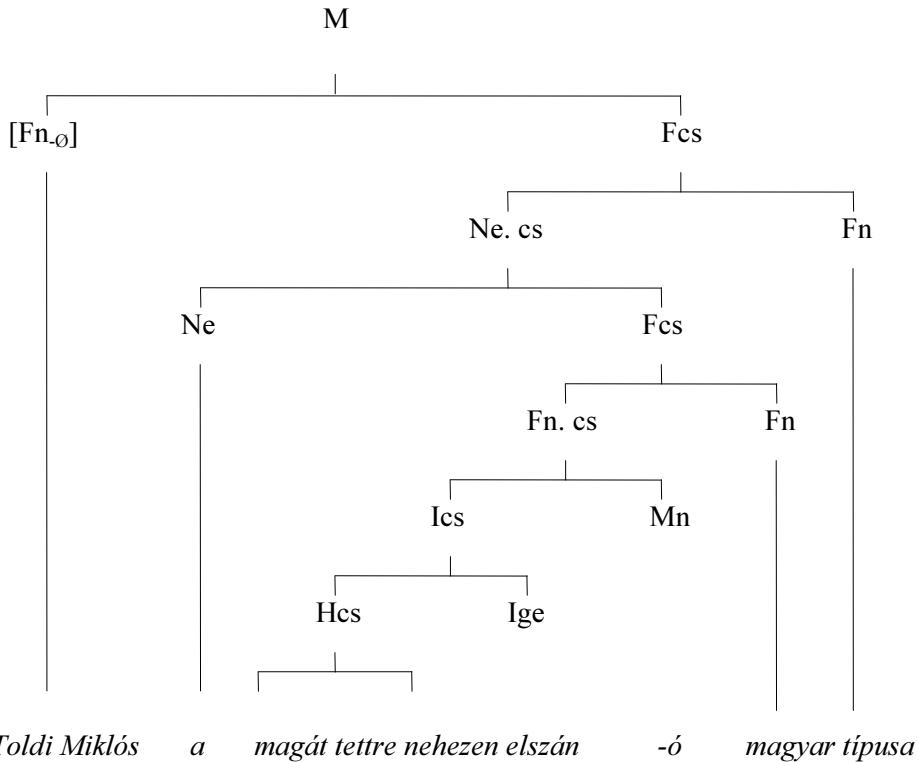 M
[Fn-Ø] Fcs
Ne. cs Fn
Ne Fcs
Fn. cs Fn
Ics Mn
Hcs Ige
Toldi Miklós a magát tettre nehezen elszán -ó magyar típusa